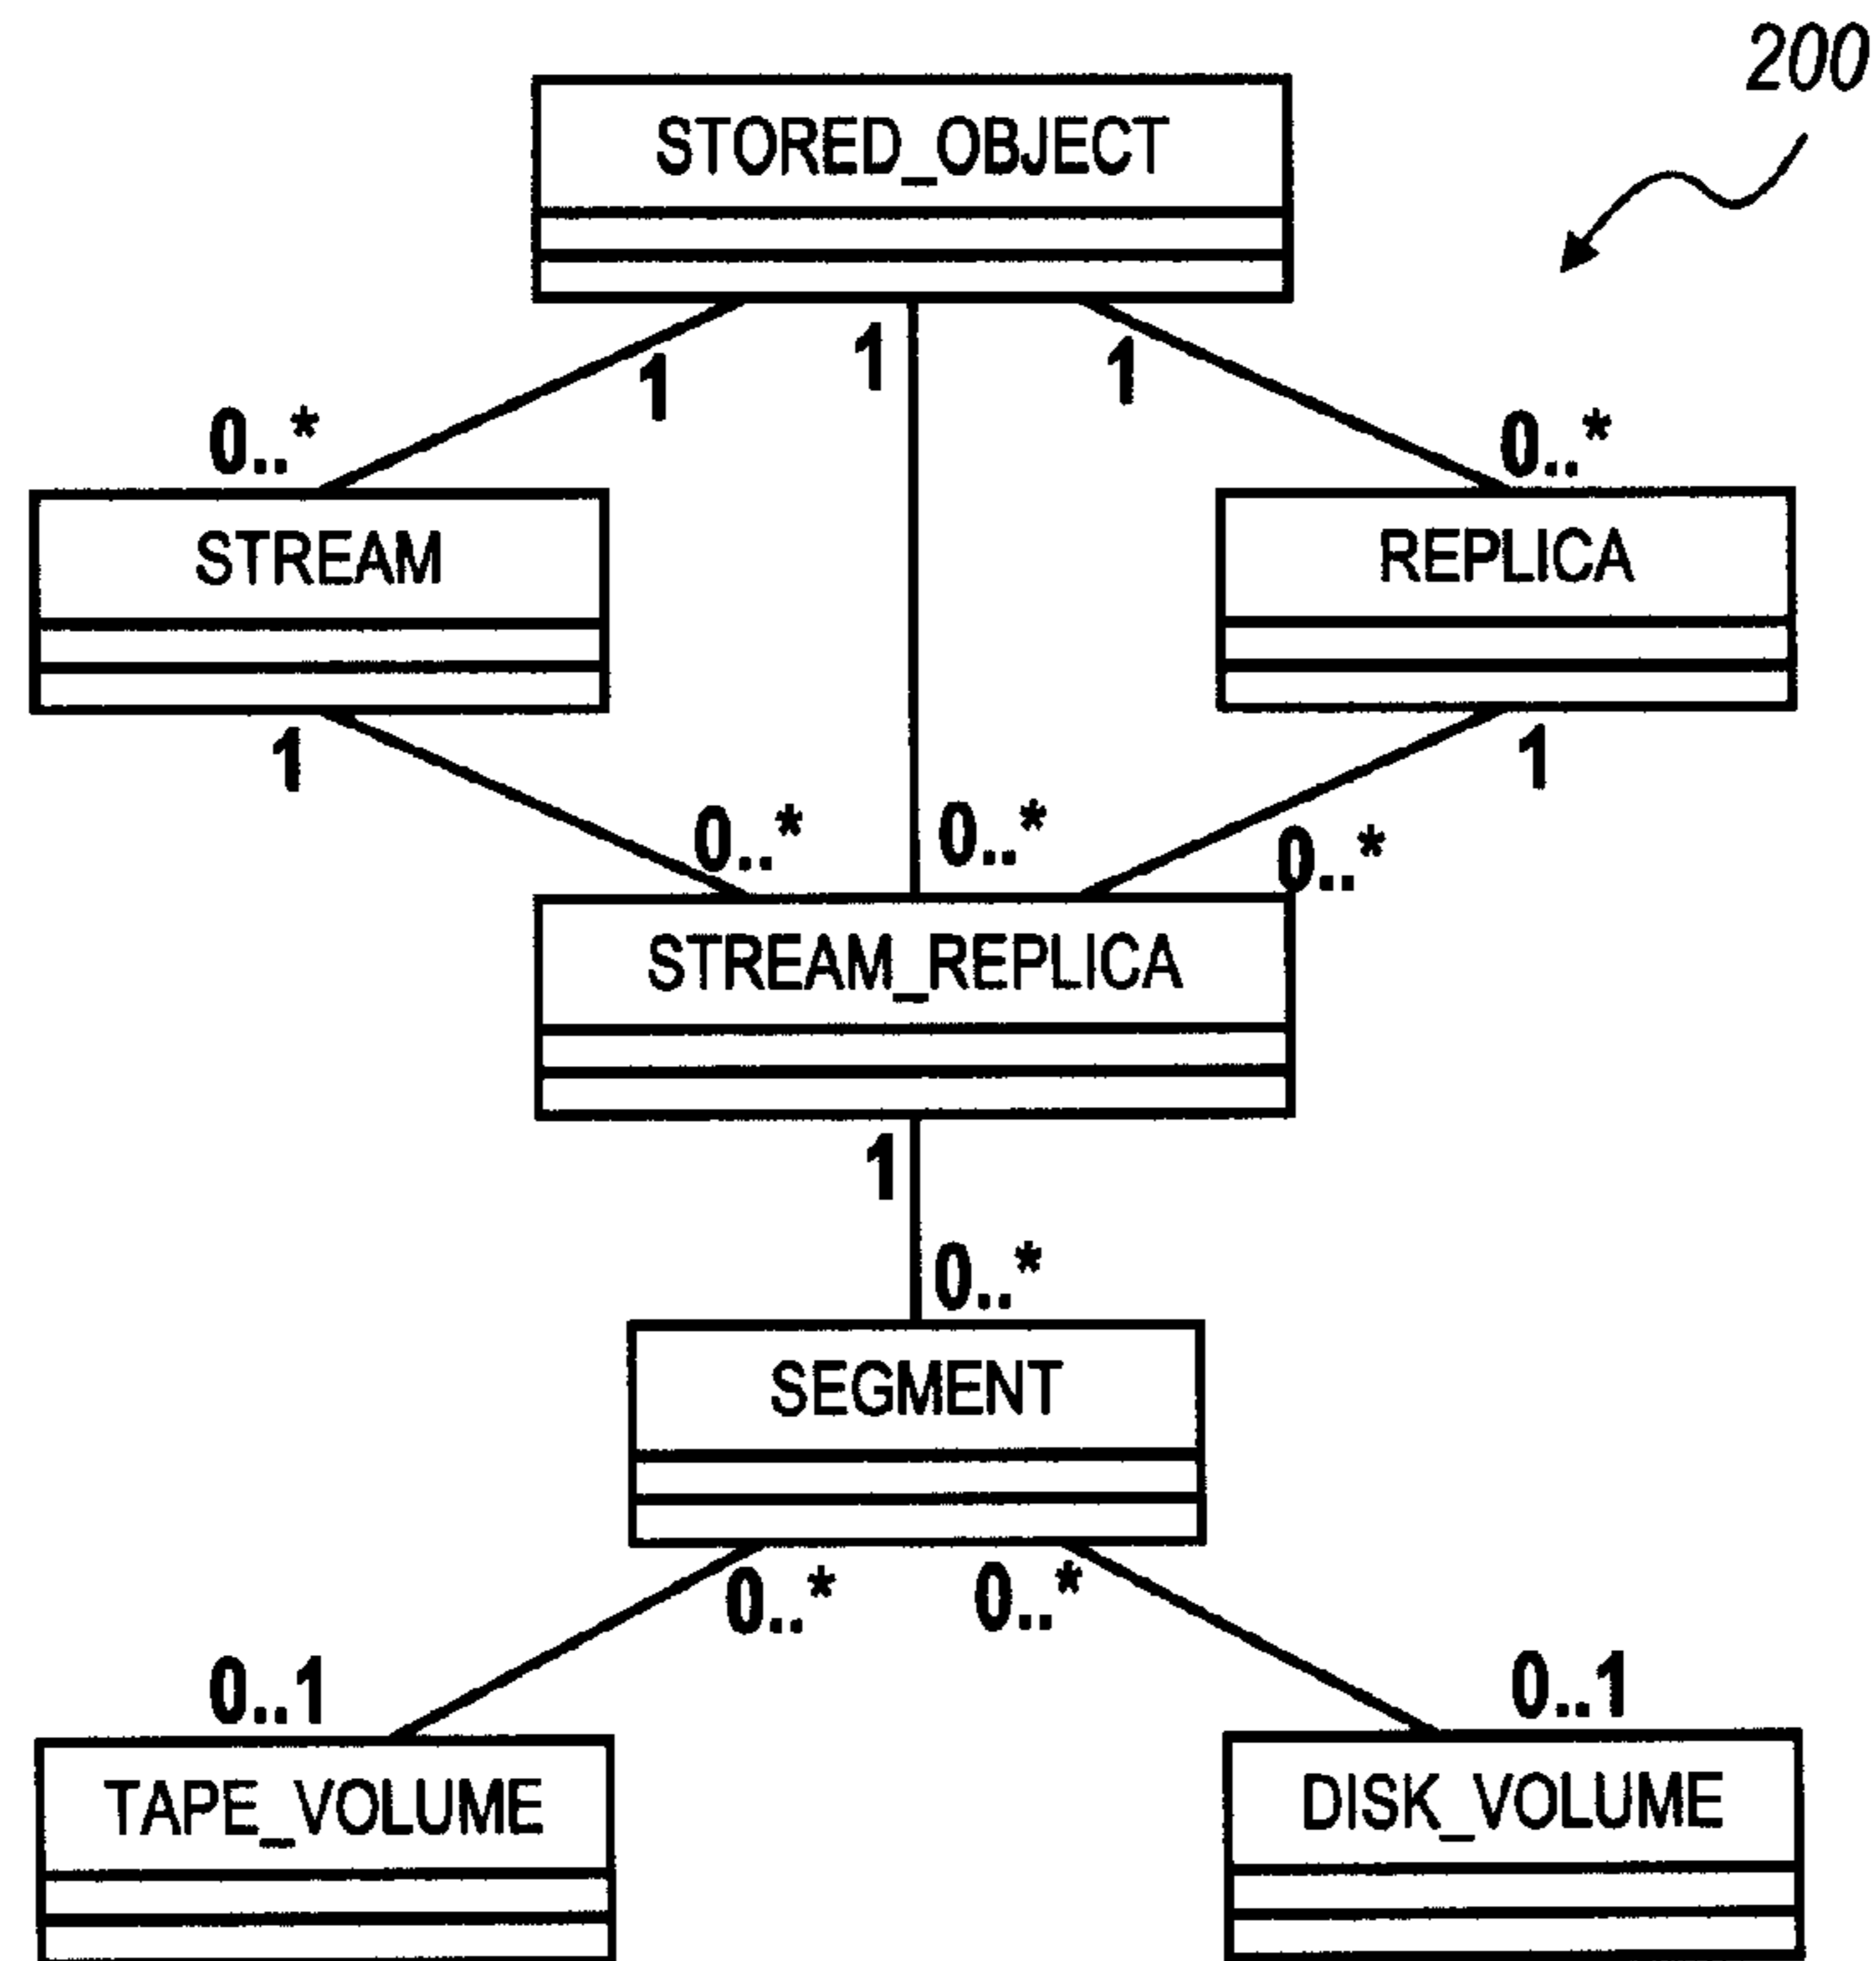 200
STORED_OBJECT
1
1
1
0..*
0..*
STREAM
REPLICA
1
1
0..*
0..*
0..*
STREAM_REPLICA
1
0..*
SEGMENT
0..*
0..*
0..1
0..1
TAPE_VOLUME
DISK_VOLUME